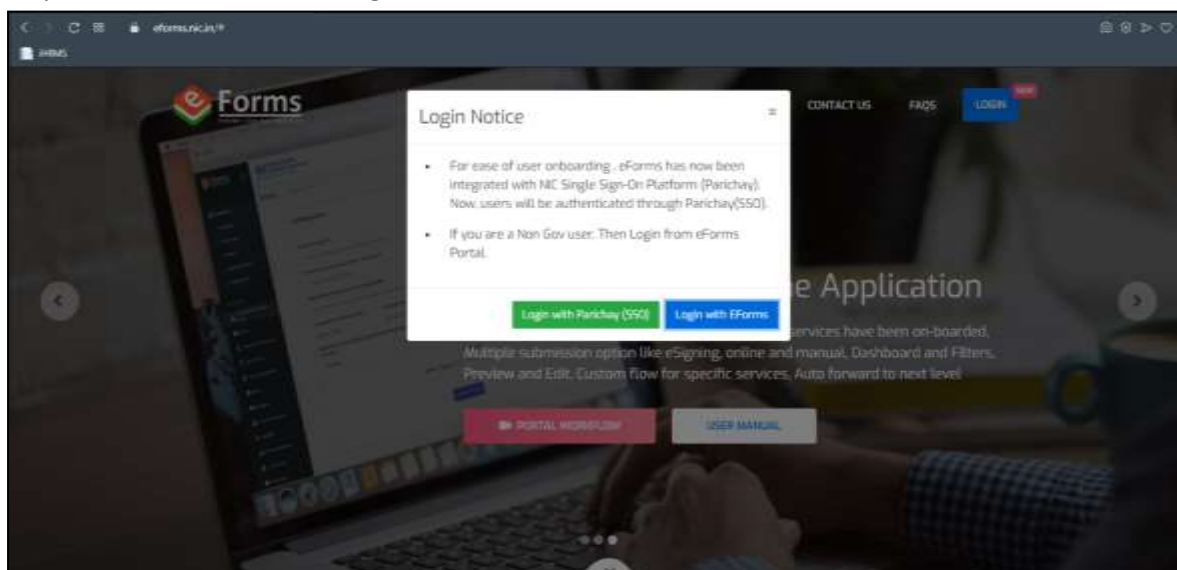 eforms.nic.in/#
eHRMS
Forms
CONTACT US
FAQS
LOGIN
NEW
Login Notice
×
• For ease of user onboarding , eForms has now been
integrated with NIC Single Sign-On Platform (Parichay).
Now, users will be authenticated through Parichay(SSO).
• If you are a Non Gov user. Then Login from eForms
Portal.
Login with Parichay (SSO)
Login with EForms
e Application
services have been on-boarded,
Multiple submission option like eSigning, online and manual, Dashboard and Filters,
Preview and Edit, Custom flow for specific services, Auto forward to next level
PORTAL WORKFLOW
USER MANUAL